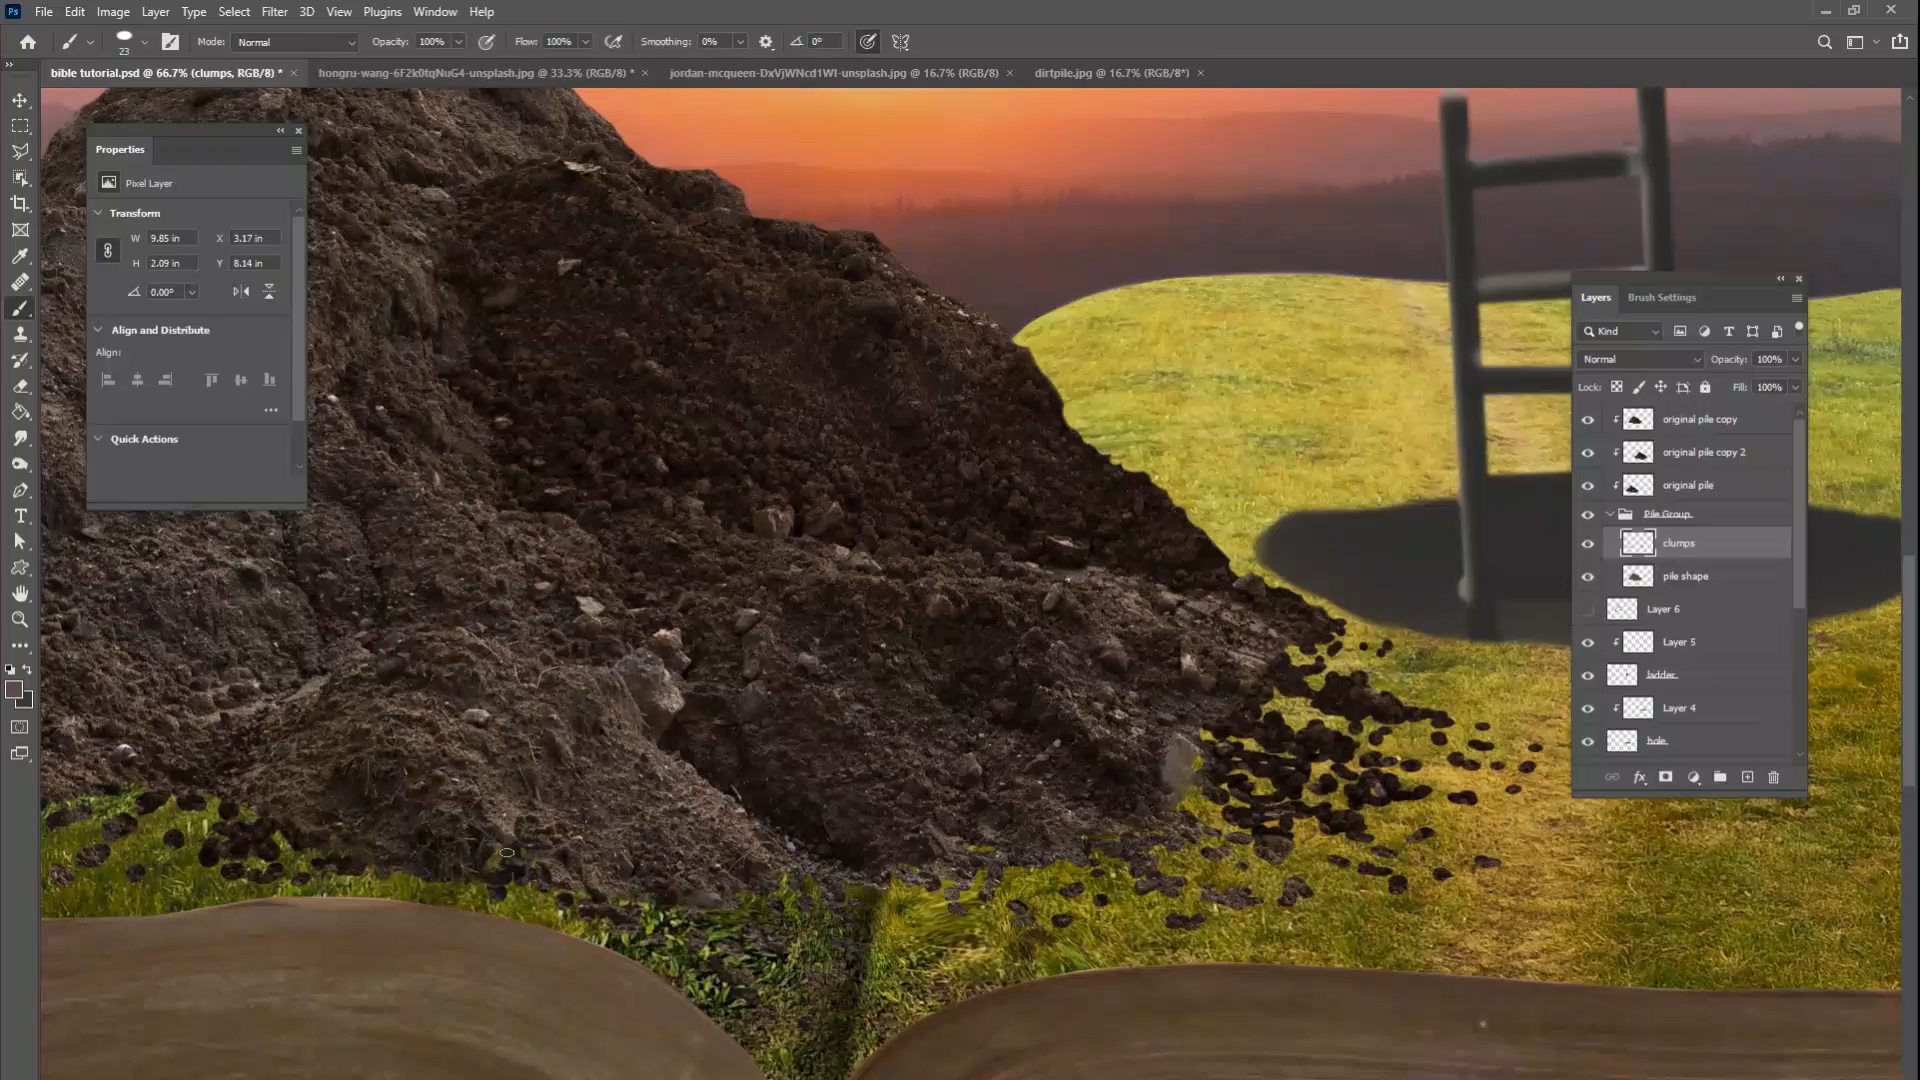 Ps File Edit Image Layer Type Select Filter 3D View Plugins Window Help
23 Mode: Normal Opacity: 100% Flow: 100% Smoothing: 0% 0°
bible tutorial.psd @ 66.7% (clumps, RGB/8) * hongru-wang-6F2k0tqNuG4-unsplash.jpg @ 33.3% (RGB/8) * jordan-mcqueen-DxVjWNcd1WI-unsplash.jpg @ 16.7% (RGB/8) dirtpile.jpg @ 16.7% (RGB/8*)
Properties
Pixel Layer
Transform
W 9.85 in X 3.17 in
H 2.09 in Y 8.14 in
0.00°
Align and Distribute
Align:
Quick Actions
Layers Brush Settings
Kind
Normal Opacity: 100%
Lock: Fill: 100%
original pile copy
original pile copy 2
original pile
Pile Group
clumps
pile shape
Layer 6
Layer 5
ladder
Layer 4
hole
fx